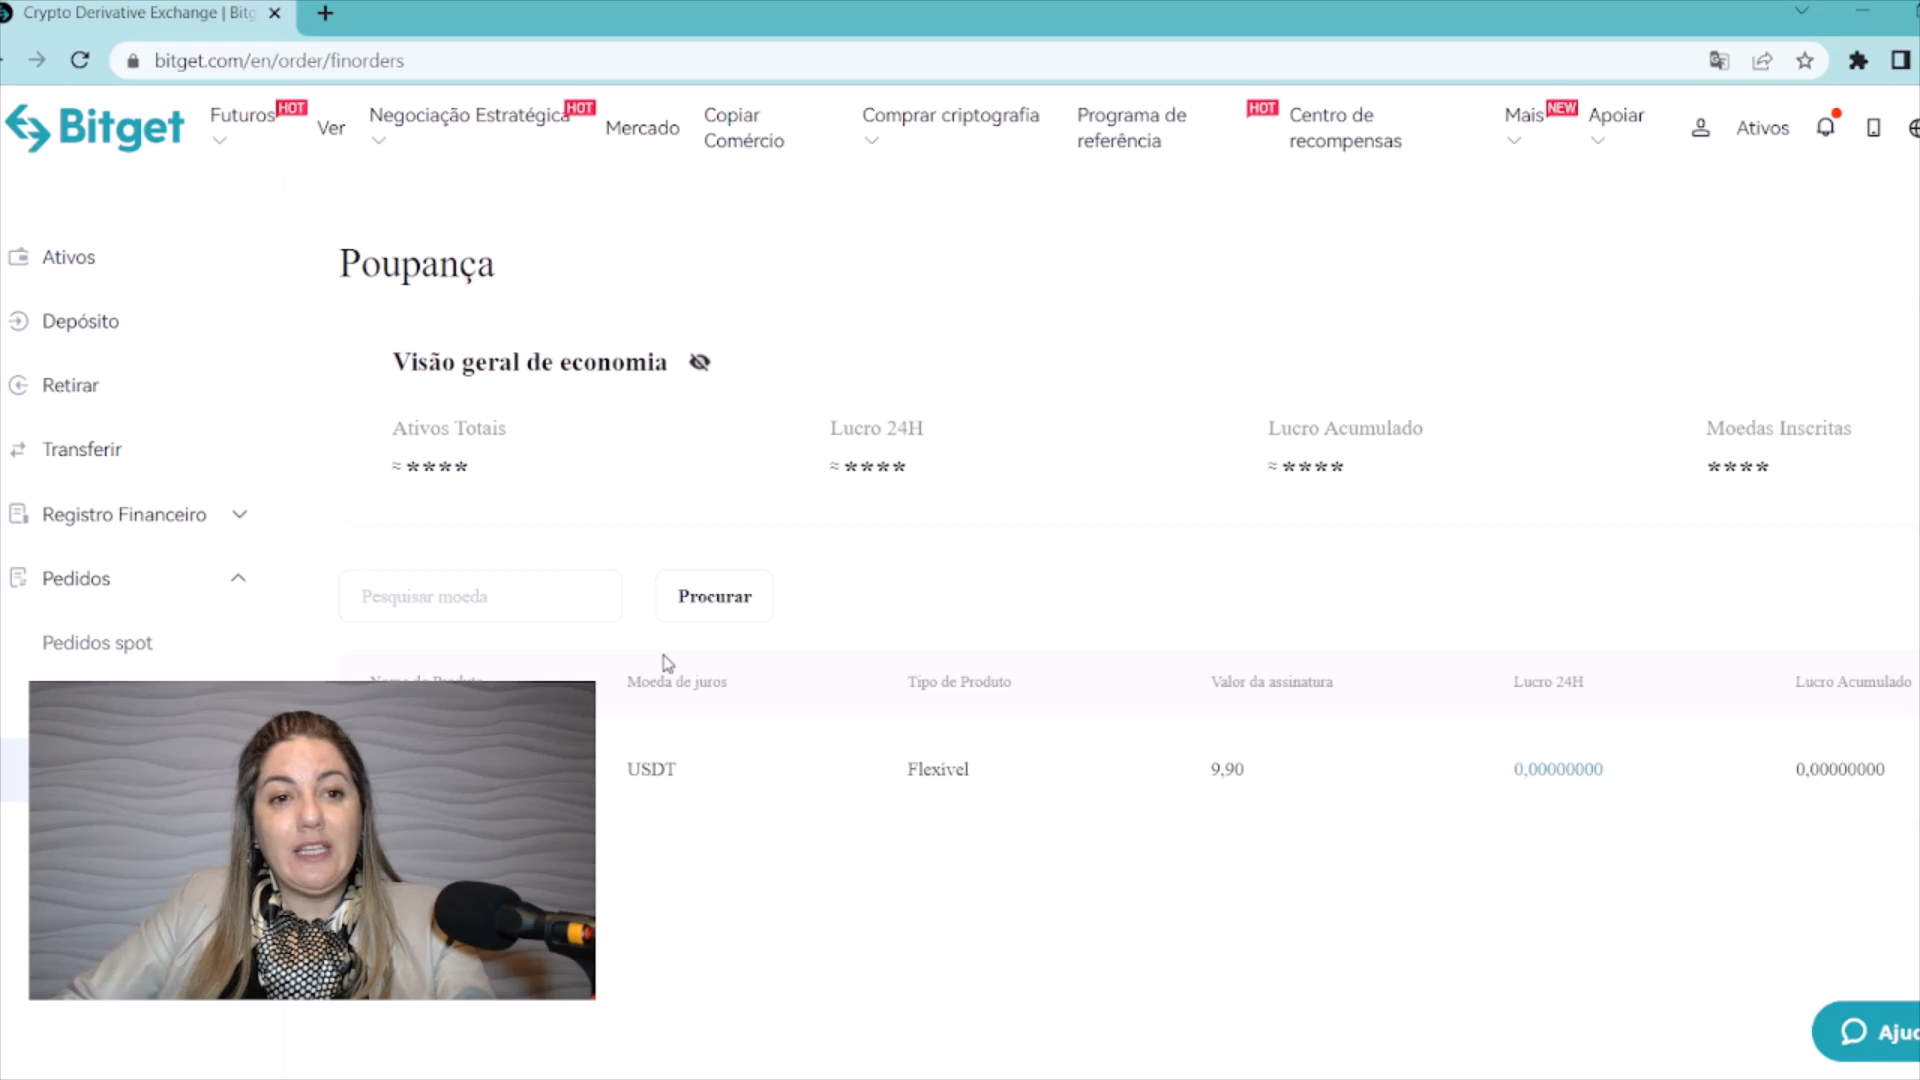 Crypto Derivative Exchange | Bitg
bitget.com/en/order/finorders
Bitget
Futuros HOT
Ver
Negociação Estratégica HOT
Mercado
Copiar
Comércio
Comprar criptografia
Programa de
referência
HOT
Centro de
recompensas
Mais NEW
Apoiar
Ativos
Ativos
Depósito
Retirar
Transferir
Registro Financeiro
Pedidos
Pedidos spot
Poupança
Visão geral de economia
Ativos Totais
Lucro 24H
Lucro Acumulado
Moedas Inscritas
≈ ****
≈ ****
≈ ****
****
Pesquisar moeda
Procurar
Moeda de juros
Tipo de Produto
Valor da assinatura
Lucro 24H
Lucro Acumulado
USDT
Flexivel
9,90
0,00000000
0,00000000